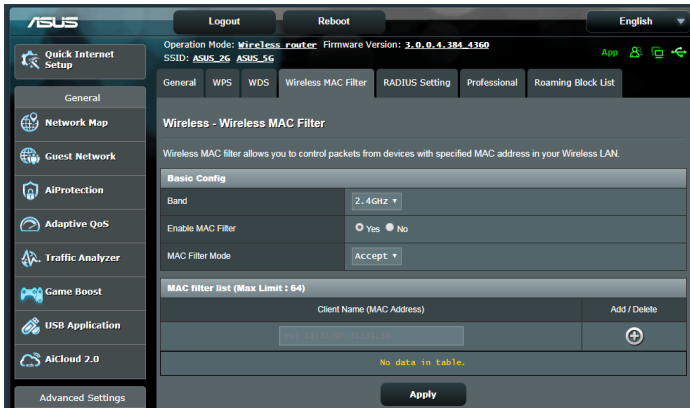 ASUS
Logout
Reboot
English
Quick Internet
Setup
Operation Mode: Wireless router Firmware Version: 3.0.0.4.384_4360
SSID: ASUS_2G ASUS_5G
App
General WPS WDS Wireless MAC Filter RADIUS Setting Professional Roaming Block List
General
Network Map
Guest Network
AiProtection
Adaptive QoS
Traffic Analyzer
Game Boost
USB Application
AiCloud 2.0
Advanced Settings
Wireless - Wireless MAC Filter
Wireless MAC filter allows you to control packets from devices with specified MAC address in your Wireless LAN.
Basic Config
Band 2.4GHz
Enable MAC Filter Yes No
MAC Filter Mode Accept
MAC filter list (Max Limit : 64)
Client Name (MAC Address) Add / Delete
No data in table.
Apply